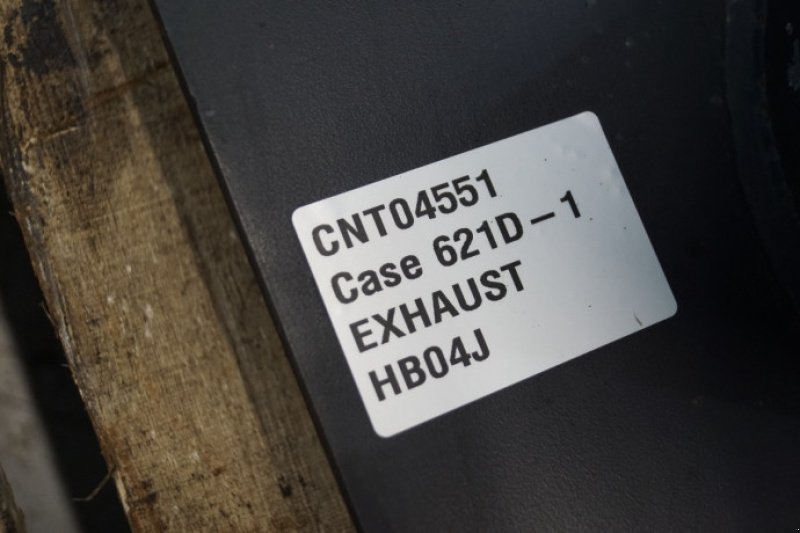 CNT04551
Case 621D-1
EXHAUST
HB04J